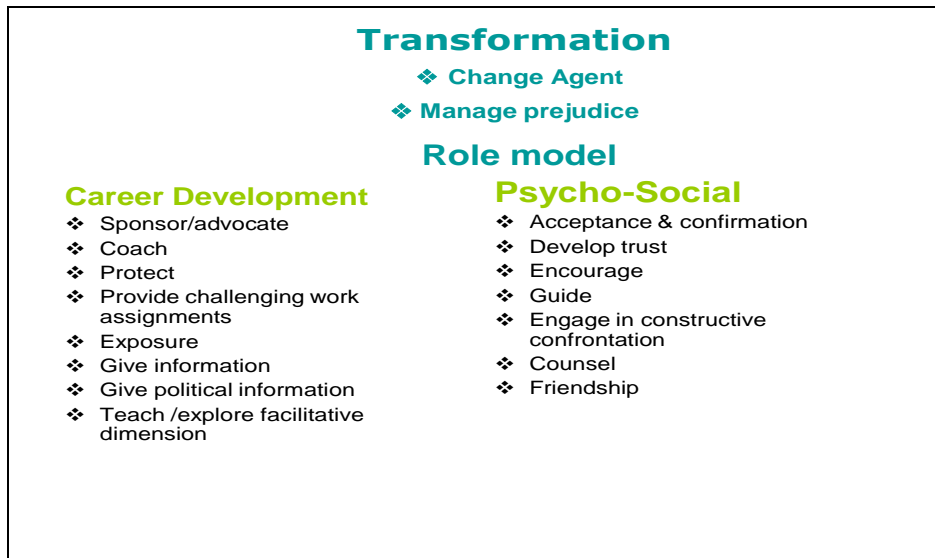 Transformation
❖ Change Agent
❖ Manage prejudice
Role model
Career Development
❖ Sponsor/advocate
❖ Coach
❖ Protect
❖ Provide challenging work
assignments
❖ Exposure
❖ Give information
❖ Give political information
❖ Teach /explore facilitative
dimension
Psycho-Social
❖ Acceptance & confirmation
❖ Develop trust
❖ Encourage
❖ Guide
❖ Engage in constructive
confrontation
❖ Counsel
❖ Friendship